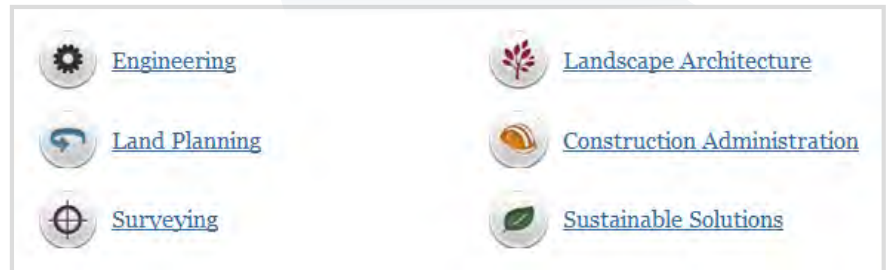 Engineering
Landscape Architecture
Land Planning
Construction Administration
Surveying
Sustainable Solutions